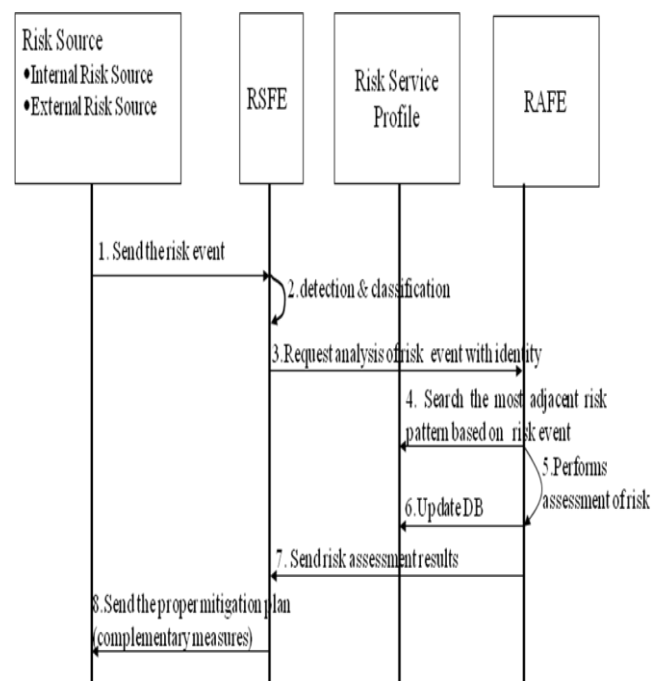 Risk Source
•Internal Risk Source
•External Risk Source
RSFE
Risk Service
Profile
RAFE
1. Send the risk event
2.detection & classification
3.Request analysis of risk event with identity
4. Search the most adjacent risk
pattern based on risk event
5.Performs
assessment of risk
6.Update DB
7. Send risk assessment results
8.Send the proper mitigation plan
(complementary measures)